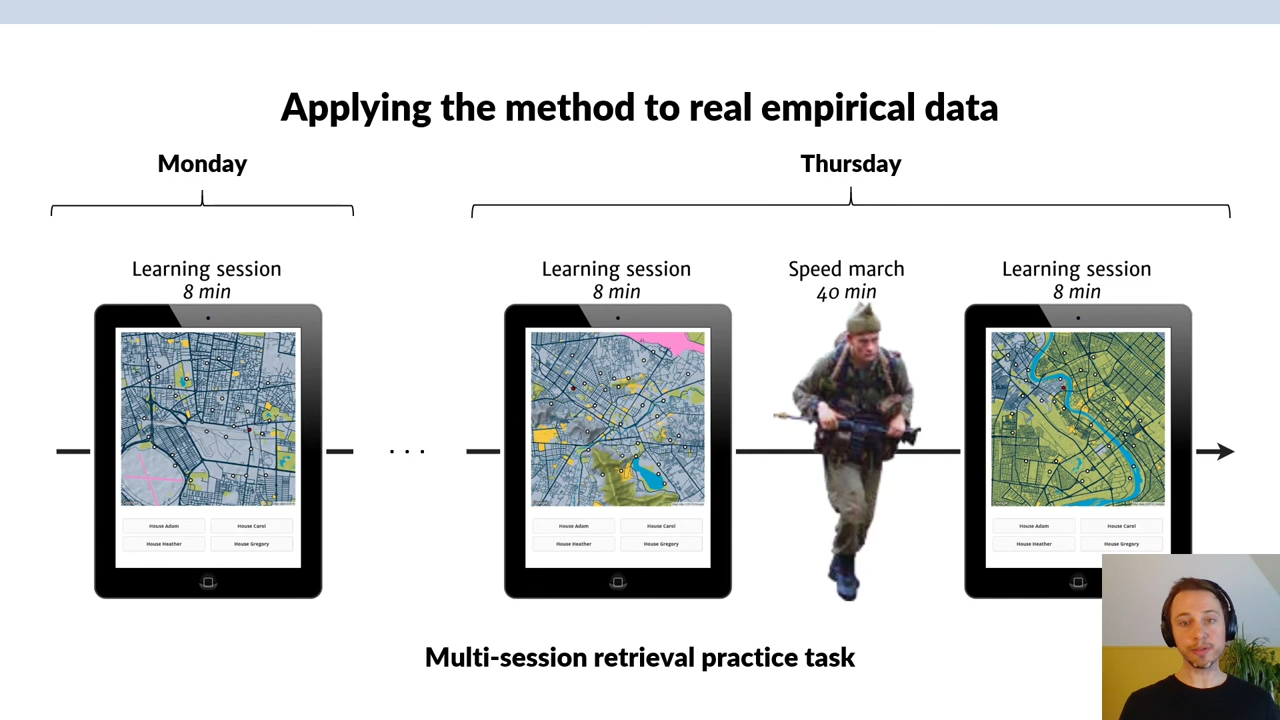 Applying the method to real empirical data
Monday
Thursday
Learning session
8 min
Learning session
8 min
Speed march
40 min
Learning session
8 min
House Adam
House Carol
House Heather
House Gregory
House Adam
House Carol
House Heather
House Gregory
House Adam
House Carol
House Heather
House Gregory
Multi-session retrieval practice task